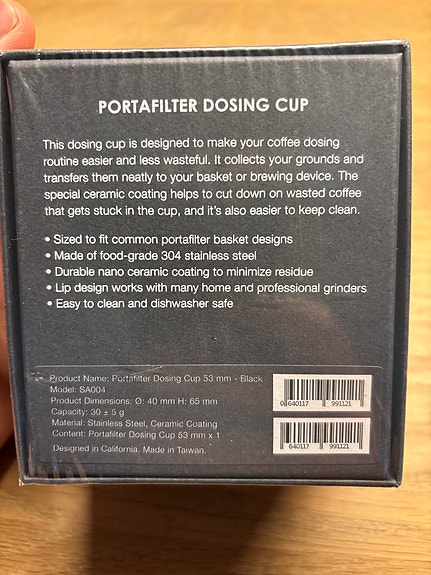 PORTAFILTER DOSING CUP
This dosing cup is designed to make your coffee dosing
routine easier and less wasteful. It collects your grounds and
transfers them neatly to your basket or brewing device. The
special ceramic coating helps to cut down on wasted coffee
that gets stuck in the cup, and it's also easier to keep clean.
• Sized to fit common portafilter basket designs
• Made of food-grade 304 stainless steel
• Durable nano ceramic coating to minimize residue
• Lip design works with many home and professional grinders
• Easy to clean and dishwasher safe
Product Name: Portafilter Dosing Cup 53 mm - Black
Model: SA004
Product Dimensions: Ø: 40 mm H: 65 mm
Capacity: 30 ± 5 g
Material: Stainless Steel, Ceramic Coating
Content: Portafilter Dosing Cup 53 mm x 1
Designed in California. Made in Taiwan.
0 640117 991121
0 640117 991121